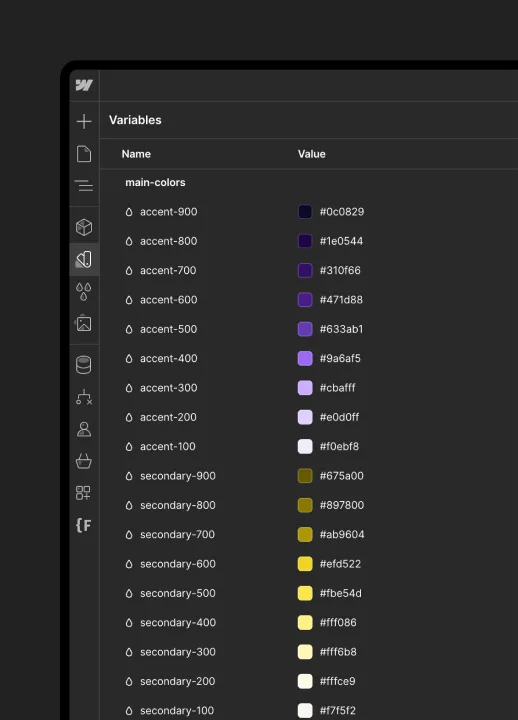 Variables
Name Value
main-colors
accent-900 #0c0829
accent-800 #1e0544
accent-700 #310f66
accent-600 #471d88
accent-500 #633ab1
accent-400 #9a6af5
accent-300 #cbafff
accent-200 #e0d0ff
accent-100 #f0ebf8
secondary-900 #675a00
secondary-800 #897800
secondary-700 #ab9604
secondary-600 #efd522
secondary-500 #fbe54d
secondary-400 #fff086
secondary-300 #fff6b8
secondary-200 #fffce9
{F
secondary-100 #f7f5f2